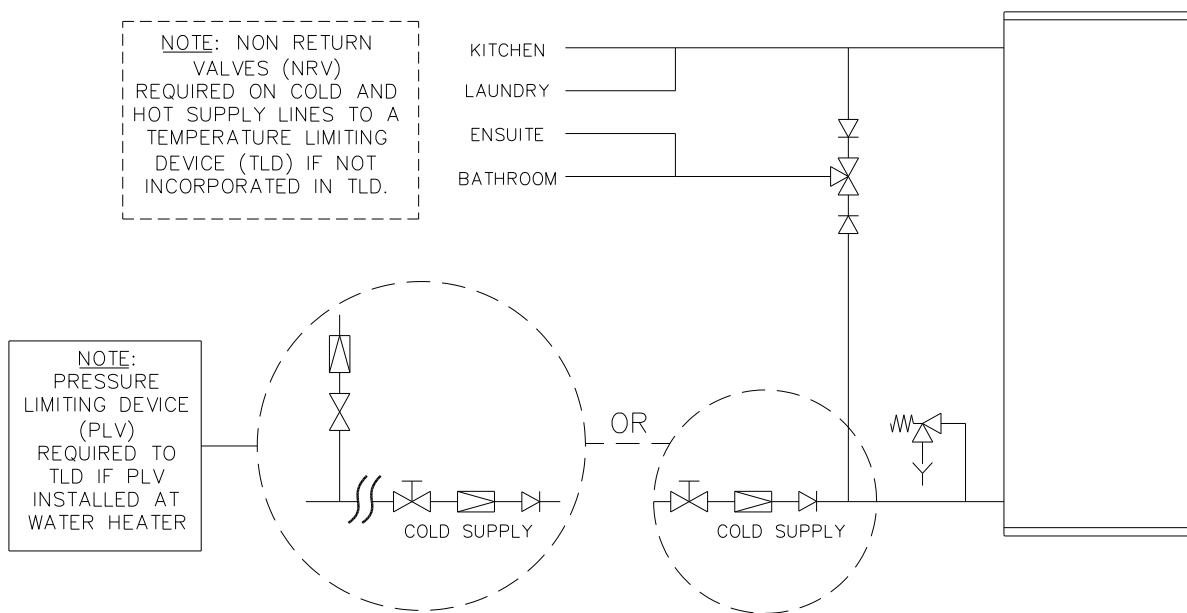 NOTE: NON RETURN
VALVES (NRV)
REQUIRED ON COLD AND
HOT SUPPLY LINES TO A
TEMPERATURE LIMITING
DEVICE (TLD) IF NOT
INCORPORATED IN TLD.
KITCHEN
LAUNDRY
ENSUITE
BATHROOM
NOTE:
PRESSURE
LIMITING DEVICE
(PLV)
REQUIRED TO
TLD IF PLV
INSTALLED AT
WATER HEATER
COLD SUPPLY
OR
COLD SUPPLY